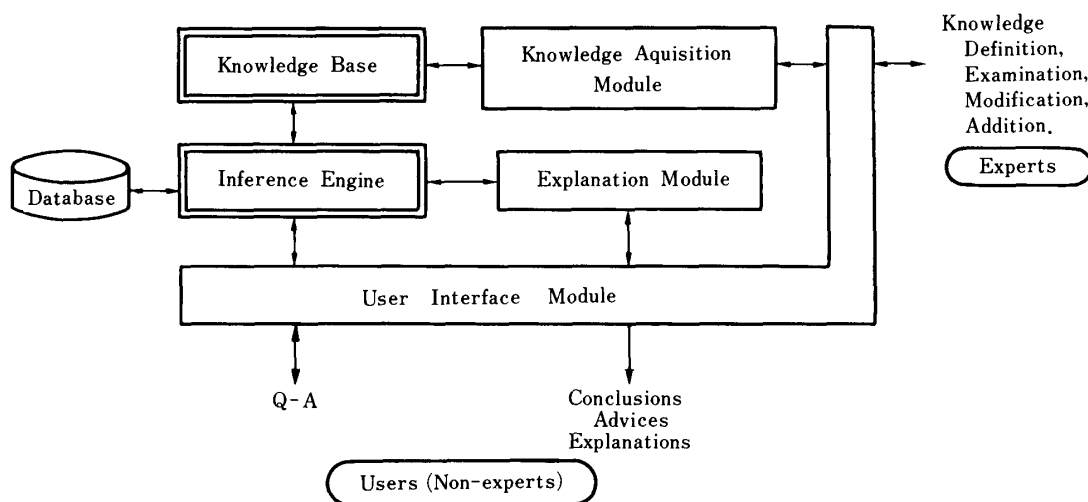 Knowledge Base
Knowledge Aquisition
Module
Knowledge
Definition,
Examination,
Modification,
Addition.
Experts
Database
Inference Engine
Explanation Module
User Interface Module
Q-A
Conclusions
Advices
Explanations
Users (Non-experts)